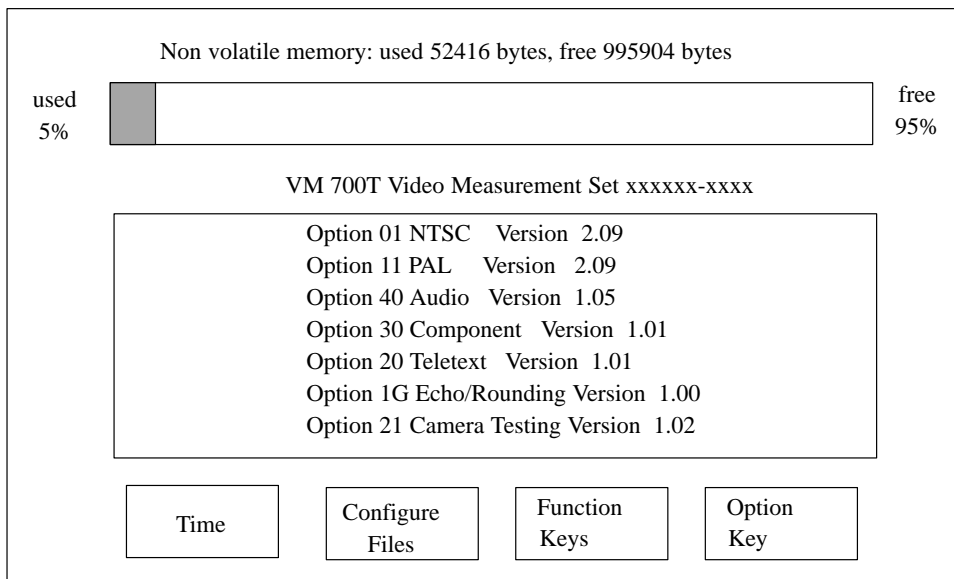 Non volatile memory: used 52416 bytes, free 995904 bytes
used
5%
free
95%
VM 700T Video Measurement Set xxxxxx-xxxx
Option 01 NTSC Version 2.09
Option 11 PAL Version 2.09
Option 40 Audio Version 1.05
Option 30 Component Version 1.01
Option 20 Teletext Version 1.01
Option 1G Echo/Rounding Version 1.00
Option 21 Camera Testing Version 1.02
Time
Configure
Files
Function
Keys
Option
Key